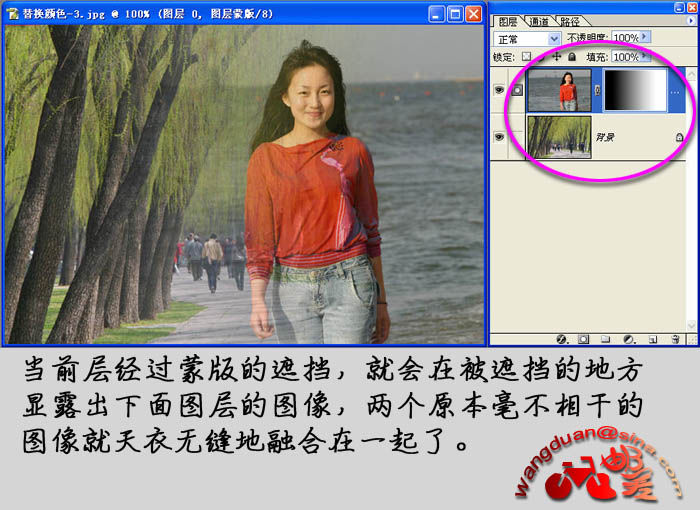 替换颜色-3.jpg @ 100% (图层 0, 图层蒙版/8)
图层 通道 路径
正常 不透明度: 100%
锁定: 填充: 100%
背景
当前层经过蒙版的遮挡，就会在被遮挡的地方
显露出下面图层的图像，两个原本毫不相干的
图像就天衣无缝地融合在一起了。
wangduan@sina.com